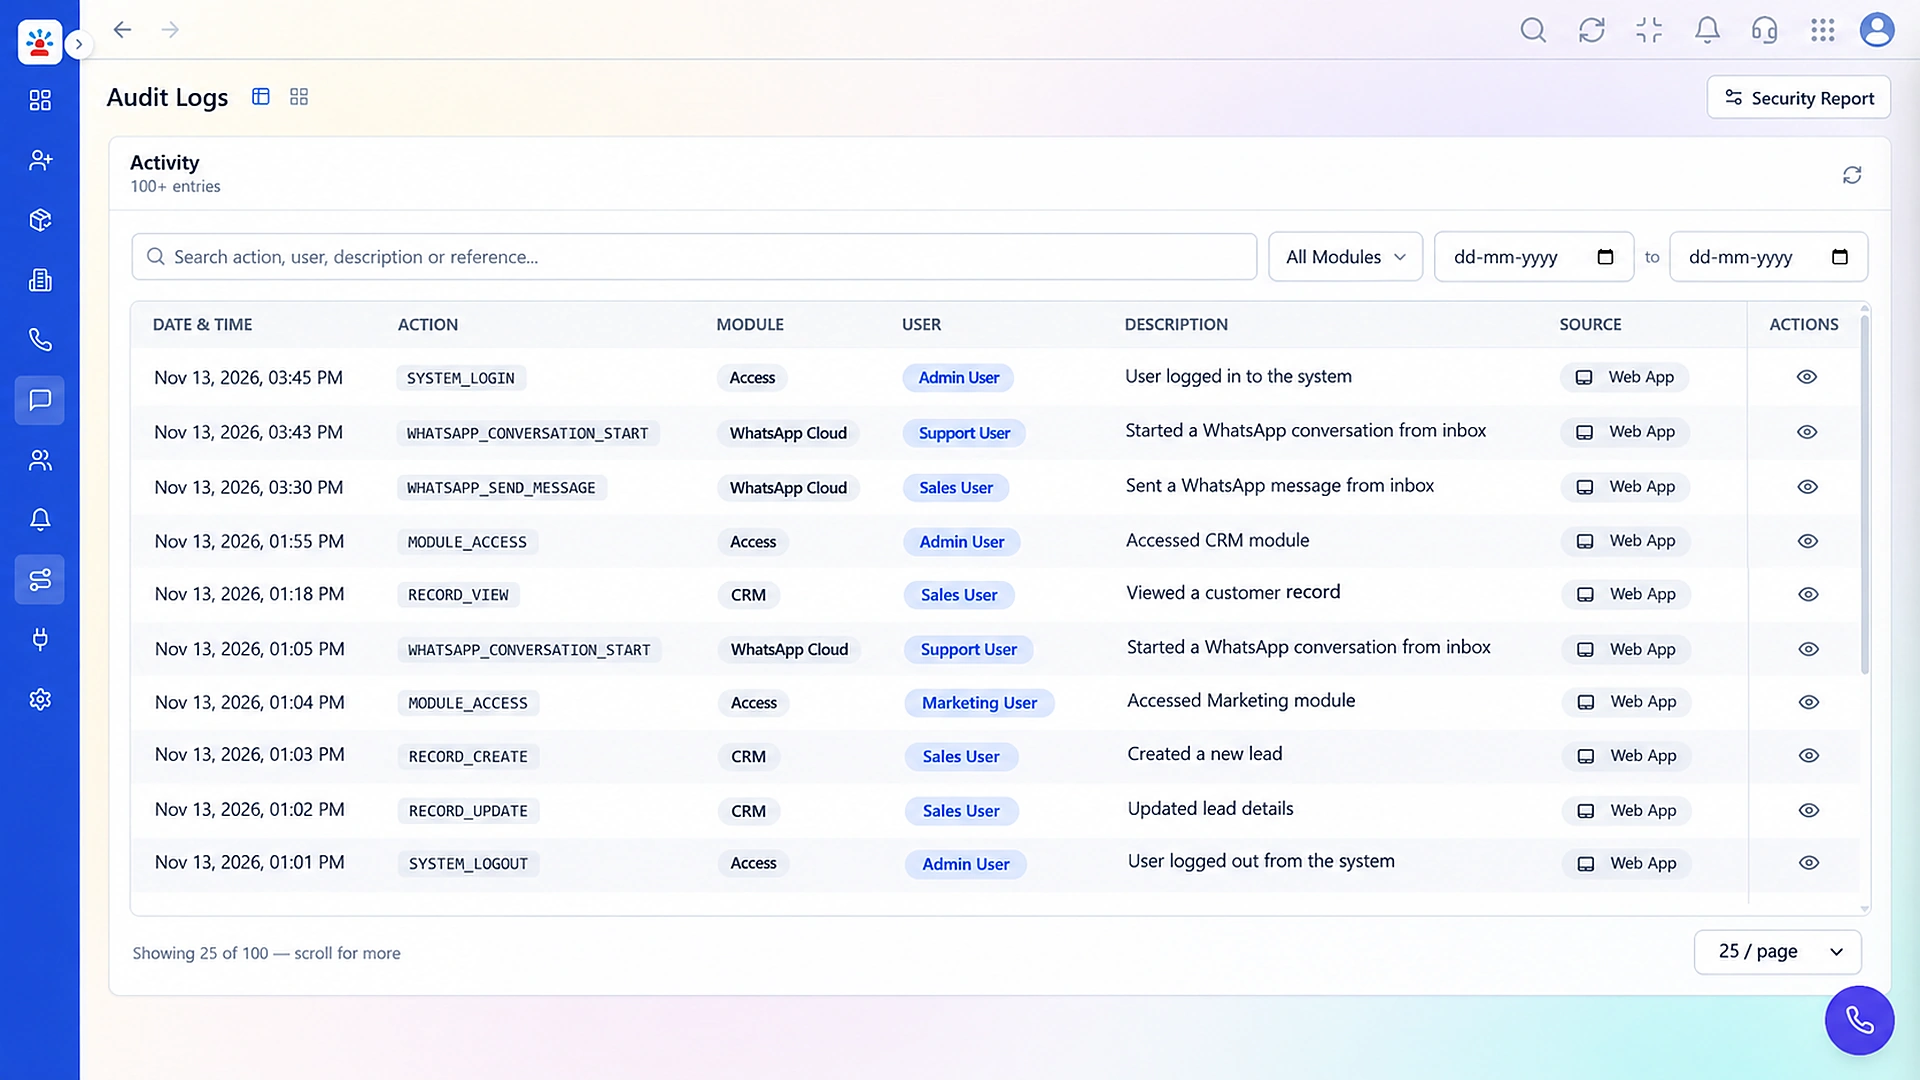 Audit Logs
Security Report
Activity
100+ entries
Search action, user, description or reference...
All Modules
dd-mm-yyyy
to
dd-mm-yyyy
DATE & TIME ACTION MODULE USER DESCRIPTION SOURCE ACTIONS
Nov 13, 2026, 03:45 PM SYSTEM_LOGIN Access Admin User User logged in to the system Web App
Nov 13, 2026, 03:43 PM WHATSAPP_CONVERSATION_START WhatsApp Cloud Support User Started a WhatsApp conversation from inbox Web App
Nov 13, 2026, 03:30 PM WHATSAPP_SEND_MESSAGE WhatsApp Cloud Sales User Sent a WhatsApp message from inbox Web App
Nov 13, 2026, 01:55 PM MODULE_ACCESS Access Admin User Accessed CRM module Web App
Nov 13, 2026, 01:18 PM RECORD_VIEW CRM Sales User Viewed a customer record Web App
Nov 13, 2026, 01:05 PM WHATSAPP_CONVERSATION_START WhatsApp Cloud Support User Started a WhatsApp conversation from inbox Web App
Nov 13, 2026, 01:04 PM MODULE_ACCESS Access Marketing User Accessed Marketing module Web App
Nov 13, 2026, 01:03 PM RECORD_CREATE CRM Sales User Created a new lead Web App
Nov 13, 2026, 01:02 PM RECORD_UPDATE CRM Sales User Updated lead details Web App
Nov 13, 2026, 01:01 PM SYSTEM_LOGOUT Access Admin User User logged out from the system Web App
Showing 25 of 100 — scroll for more
25 / page